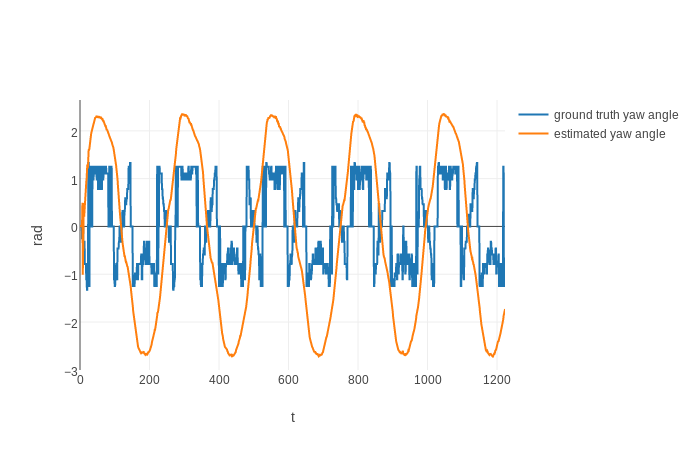 ground truth yaw angle
estimated yaw angle
2
1
0
−1
−2
−3
rad
0 200 400 600 800 1000 1200
t